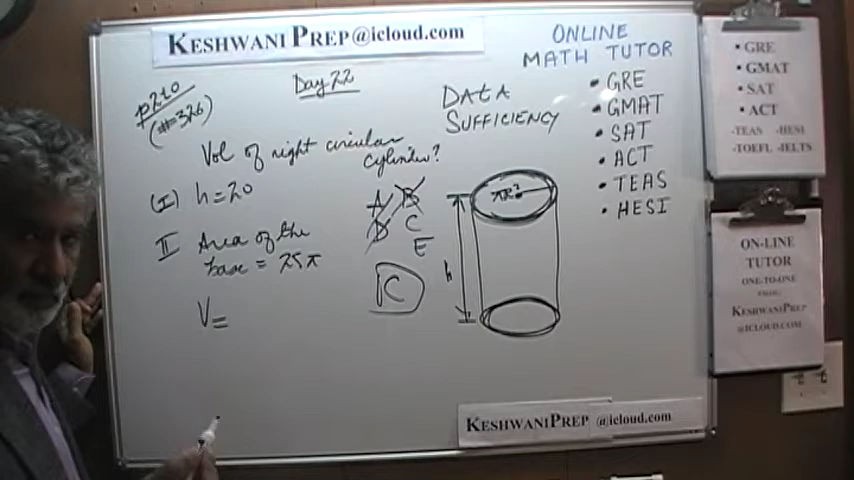 KESHWANI PREP@icloud.com
Day 22
p210
(#326)
Vol of right circular
cylinder?
(I) h=20
II Area of the
base = 25π
V=
A B
D C
E
C
DATA
SUFFICIENCY
πR²
h
ONLINE
MATH TUTOR
• GRE
• GMAT
• SAT
• ACT
• TEAS
• HESI
• GRE
• GMAT
• SAT
• ACT
-TEAS -HESI
-TOEFL -IELTS
ON-LINE
TUTOR
ONE-TO-ONE
KESHWANIPREP
@ICLOUD.COM
KESHWANIPREP @icloud.com